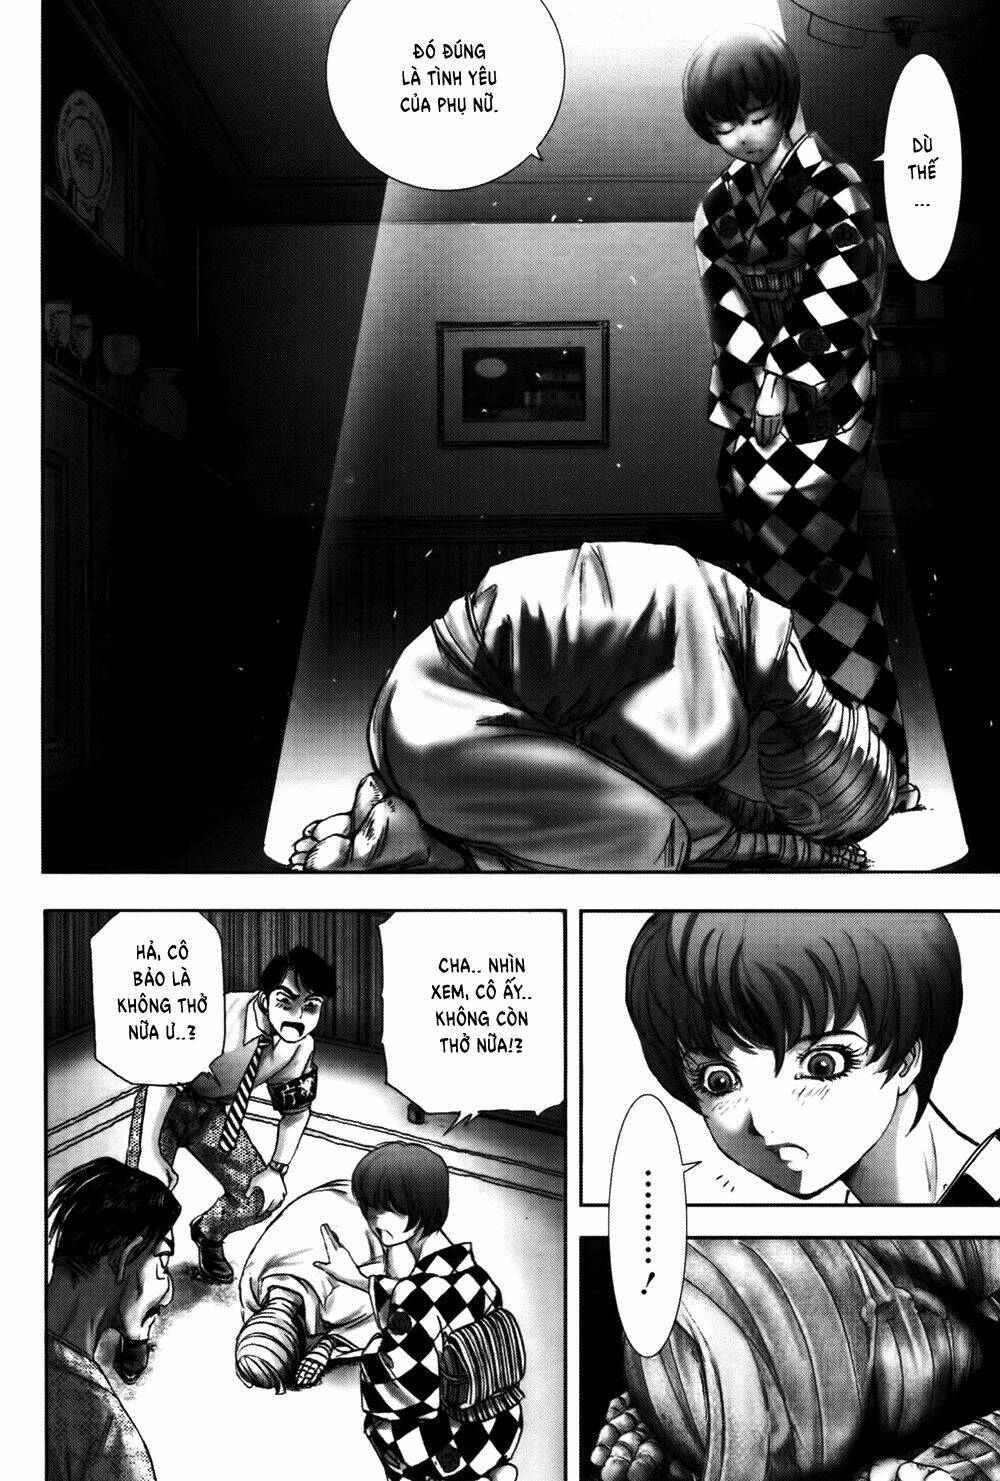 DÙ
THẾ
...
ĐÓ ĐÚNG
LÀ TÌNH YÊU
CỦA PHỤ NỮ.
.........!
CHA.. NHÌN
XEM, CÔ ẤY..
KHÔNG CÒN
THỞ NỮA!?
HẢ, CÔ
BẢO LÀ
KHÔNG THỞ
NỮA Ư..?